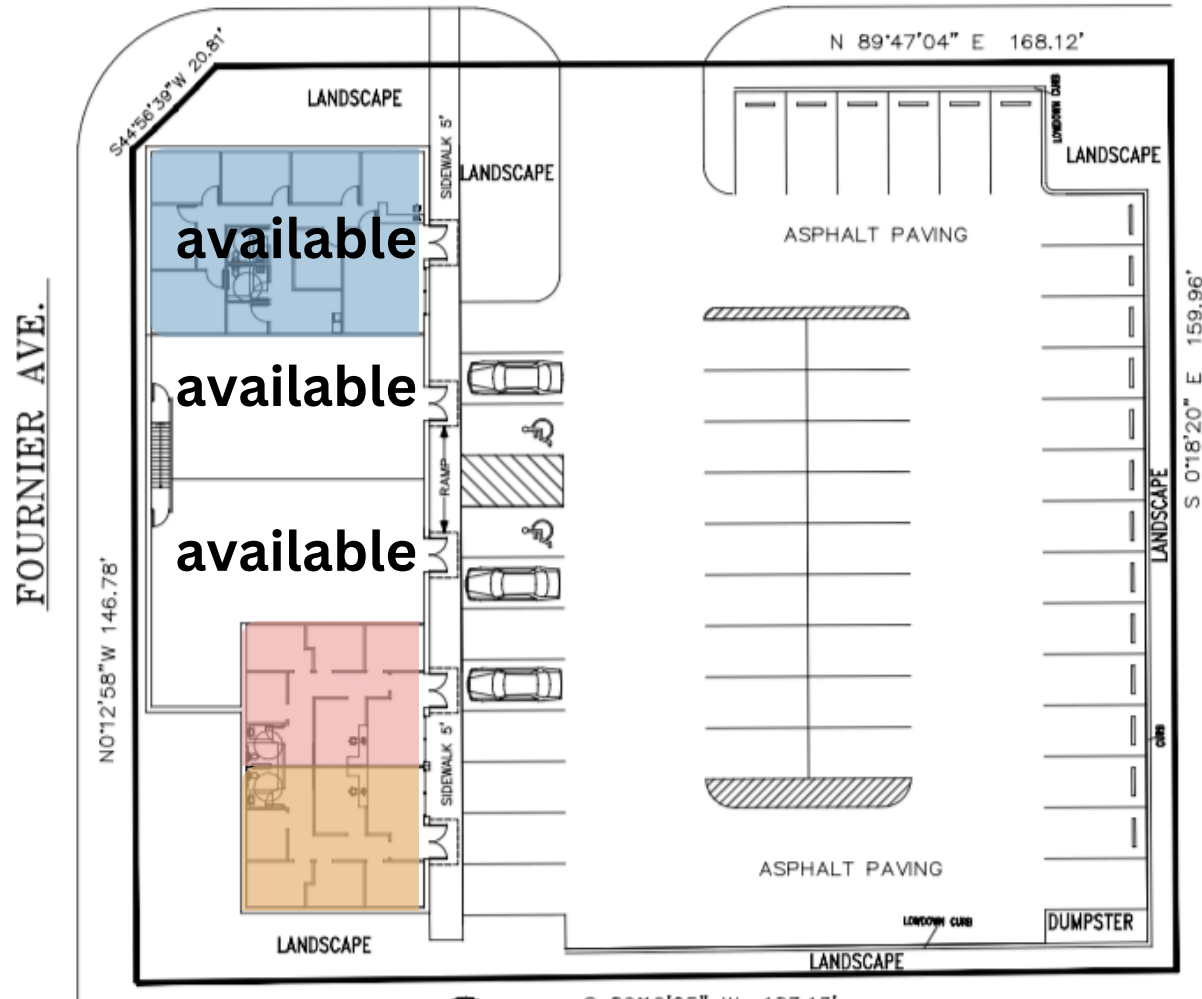 N 89°47'04" E 168.12'
S44°56'39"W 20.81'
LANDSCAPE
LOWDOWN CURB
SIDEWALK 5'
LANDSCAPE
LANDSCAPE
ASPHALT PAVING
available
FOURNIER AVE.
S 0°18'20" E 159.96'
available
RAMP
LANDSCAPE
available
N0°12'58"W 146.78'
SIDEWALK 5'
CURB
ASPHALT PAVING
LOWDOWN CURB
DUMPSTER
LANDSCAPE
LANDSCAPE